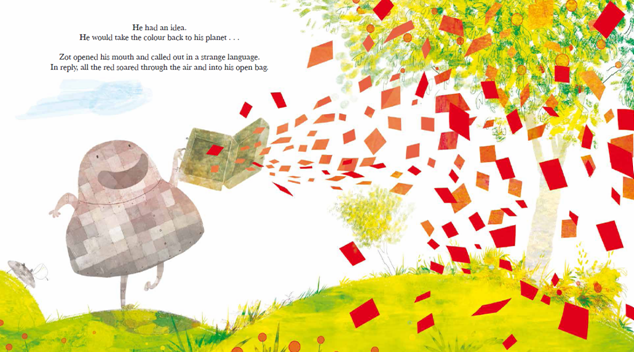 He had an idea.
He would take the colour back to his planet . . .
Zot opened his mouth and called out in a strange language.
In reply, all the red soared through the air and into his open bag.